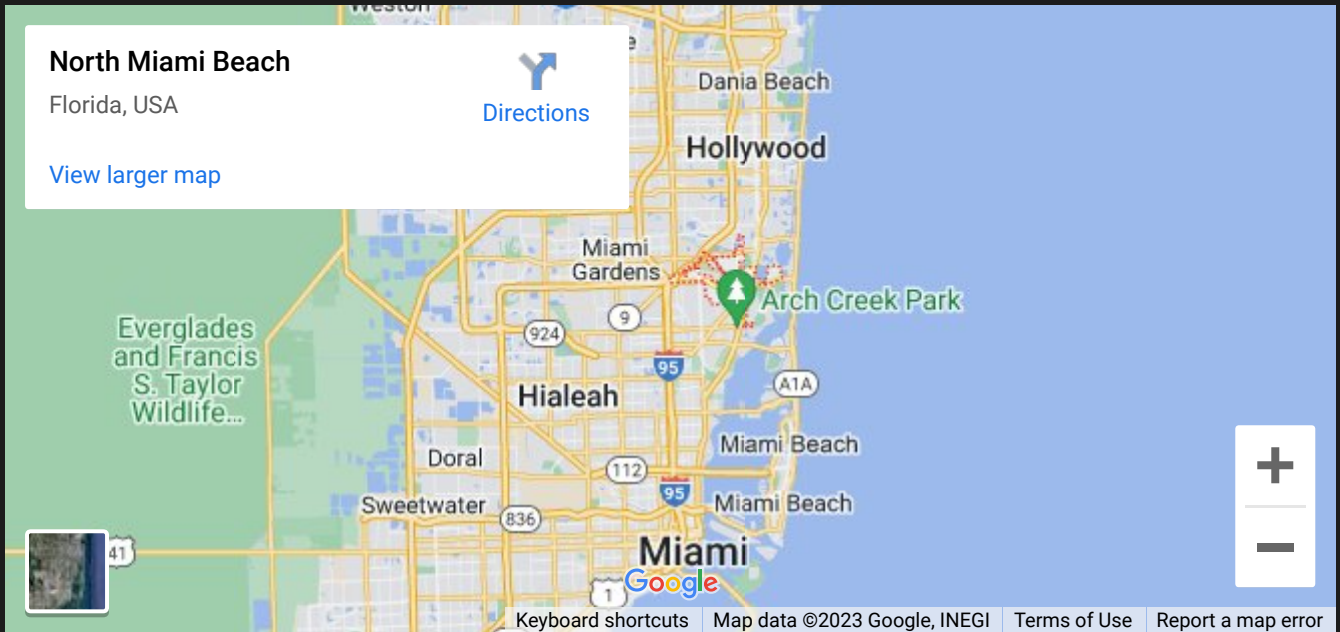 Weston
North Miami Beach
Florida, USA
Directions
View larger map
Dania Beach
Hollywood
Miami
Gardens
Arch Creek Park
9
924
Everglades
and Francis
S. Taylor
Wildlife...
95
A1A
Hialeah
Miami Beach
Doral
112
95
Miami Beach
Sweetwater
836
41
Miami
Google
1
Keyboard shortcuts
Map data ©2023 Google, INEGI
Terms of Use
Report a map error